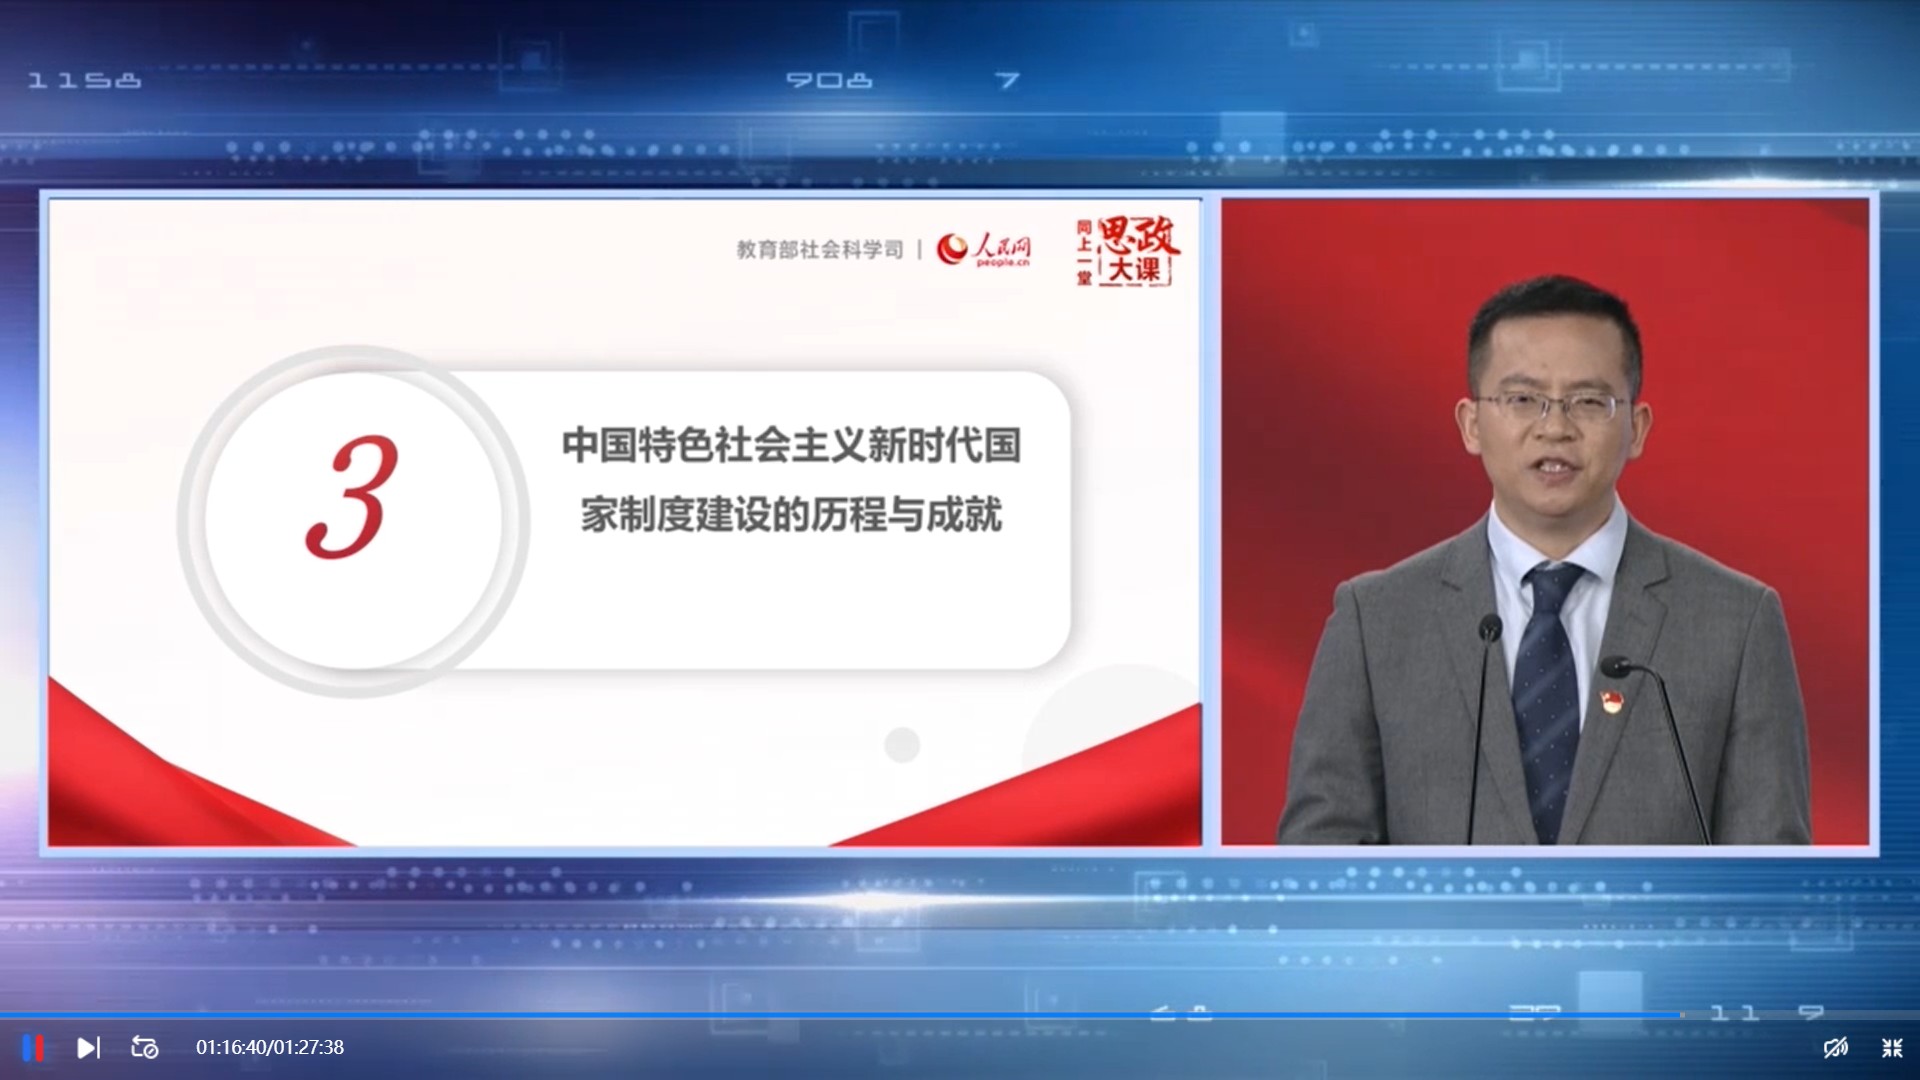 1158
908
7
教育部社会科学司
人民网
people.cn
同上一堂
思政
大课
3
中国特色社会主义新时代国
家制度建设的历程与成就
11
9
01:16:40/01:27:38